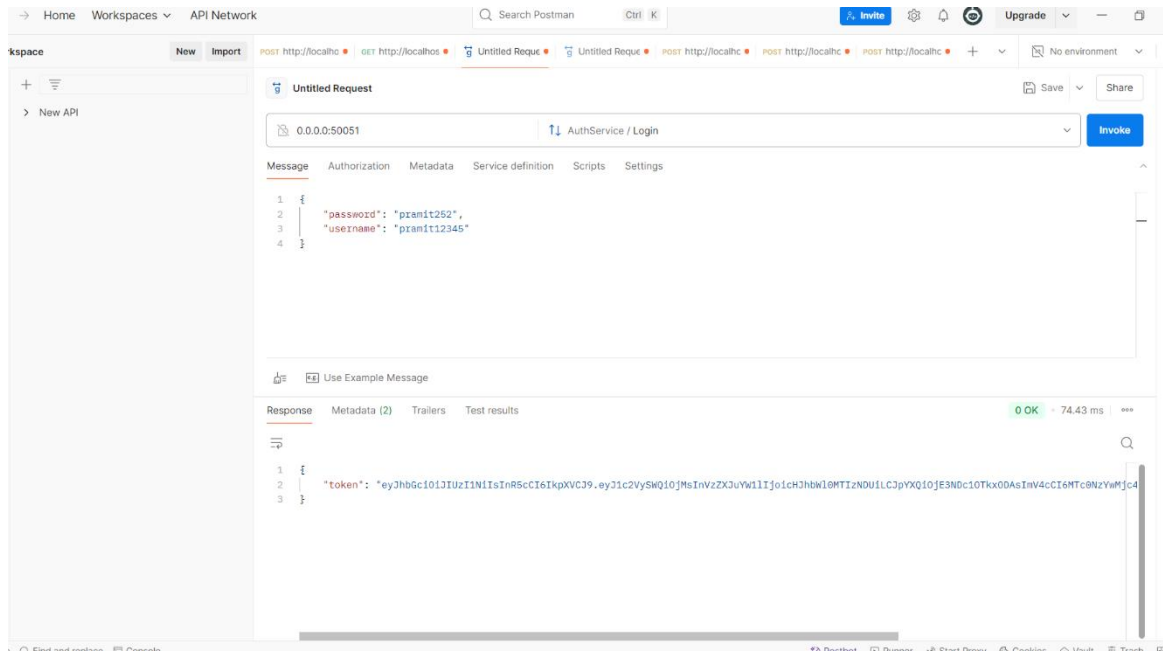 Home Workspaces API Network Search Postman Ctrl K Invite Upgrade
rkspace New Import POST http://localhc GET http://localhos Untitled Reque Untitled Reque POST http://localhc POST http://localhc POST http://localhc No environment
Untitled Request Save Share
New API
0.0.0.0:50051 AuthService / Login Invoke
Message Authorization Metadata Service definition Scripts Settings
1 {
2 "password": "pramit252",
3 "username": "pramit12345"
4 }
Use Example Message
Response Metadata (2) Trailers Test results 0 OK 74.43 ms
1 {
2 "token": "eyJhbGciOiJIUzI1NiIsInR5cCI6IkpXVCJ9.eyJ1c2VySWQiOjMsInVzZXJuYW1lIjoicHJhbWl0MTIzNDUiLCJpYXQiOjE3NDc1OTkxODAsImV4cCI6MTc0NzYwMjc4
3 }
Find and replace Console Postbot Runner Start Proxy Cookies Vault Trash